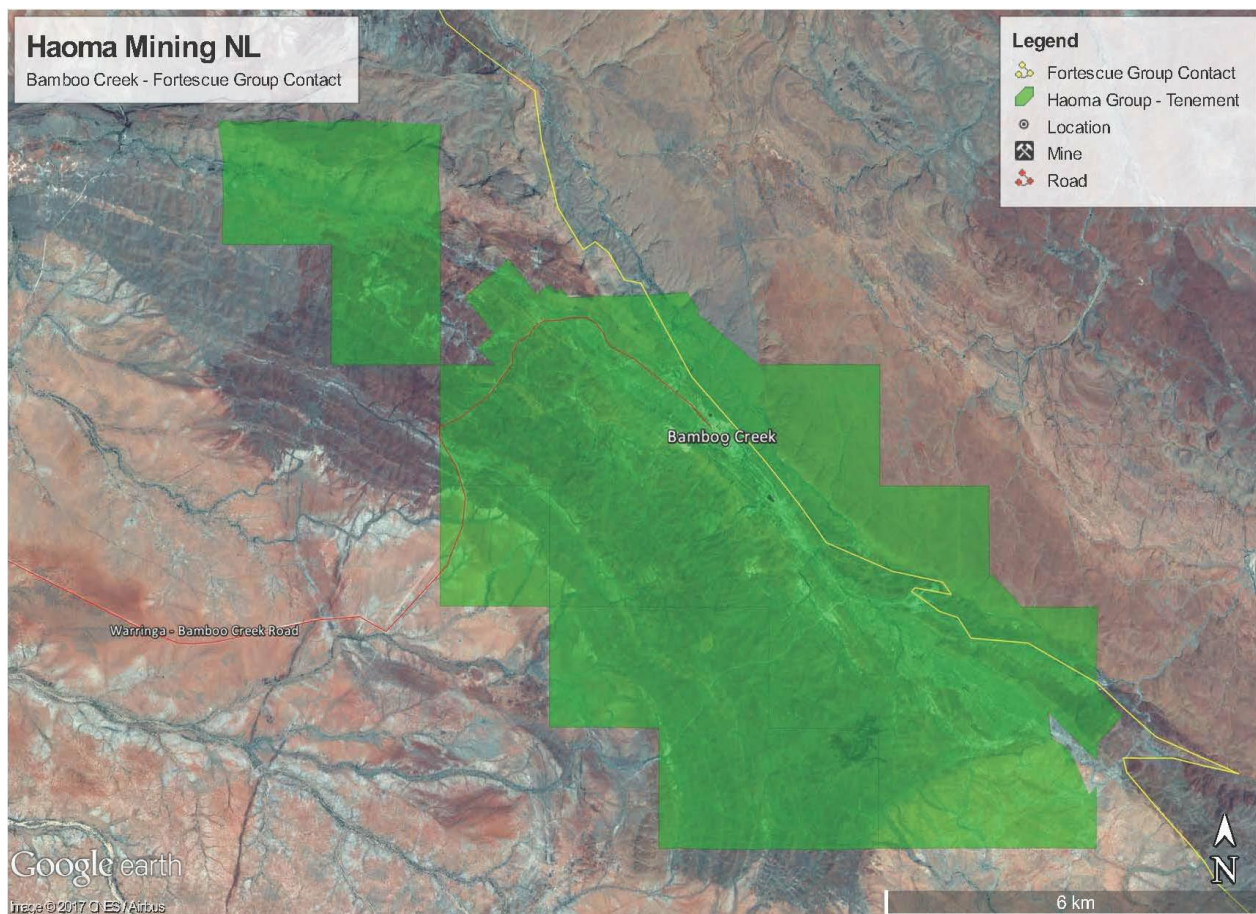 Haoma Mining NL
Bamboo Creek - Fortescue Group Contact
Legend
Fortescue Group Contact
Haoma Group - Tenement
Location
Mine
Road
Bamboo Creek
Warringa - Bamboo Creek Road
Google earth
Image © 2017 CNES / Airbus
N
6 km